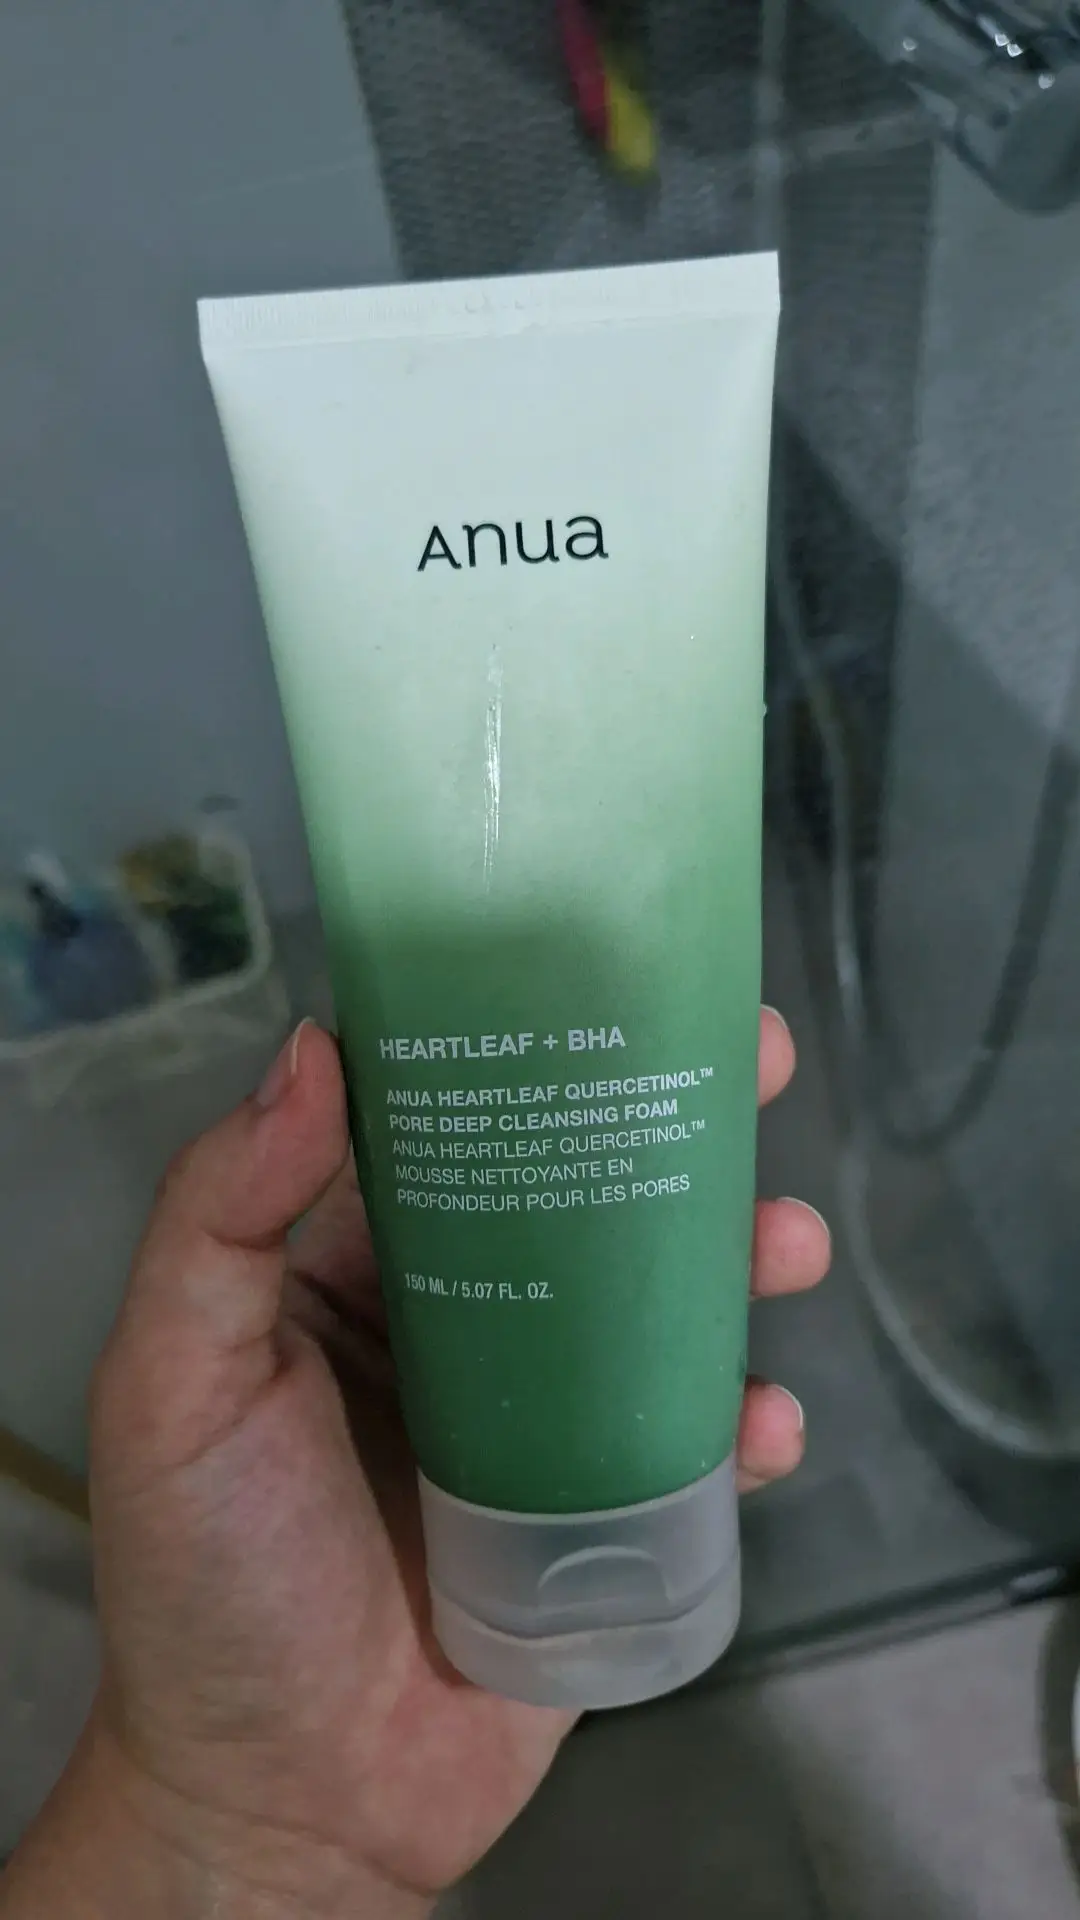 Anua
HEARTLEAF + BHA
ANUA HEARTLEAF QUERCETINOL™
PORE DEEP CLEANSING FOAM
ANUA HEARTLEAF QUERCETINOL™
MOUSSE NETTOYANTE EN
PROFONDEUR POUR LES PORES
150 ML / 5.07 FL. OZ.